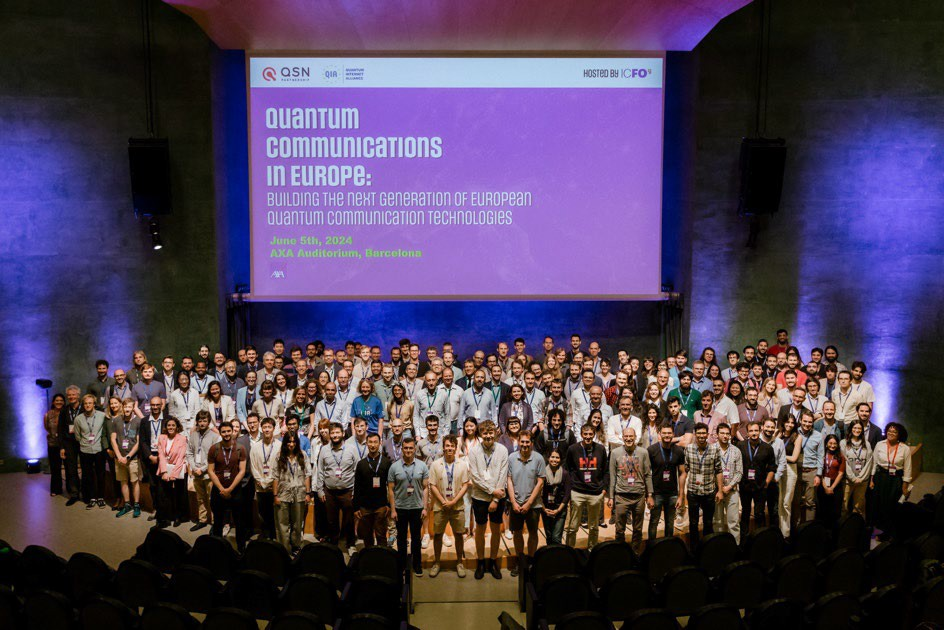 QSN
PARTNERSHIP
QIA
QUANTUM
INTERNET
ALLIANCE
HOSTED BY ICFO
QUANTUM
COMMUNICATIONS
IN EUROPE:
BUILDING THE NEXT GENERATION OF EUROPEAN
QUANTUM COMMUNICATION TECHNOLOGIES
June 5th, 2024
AXA Auditorium, Barcelona
AXA